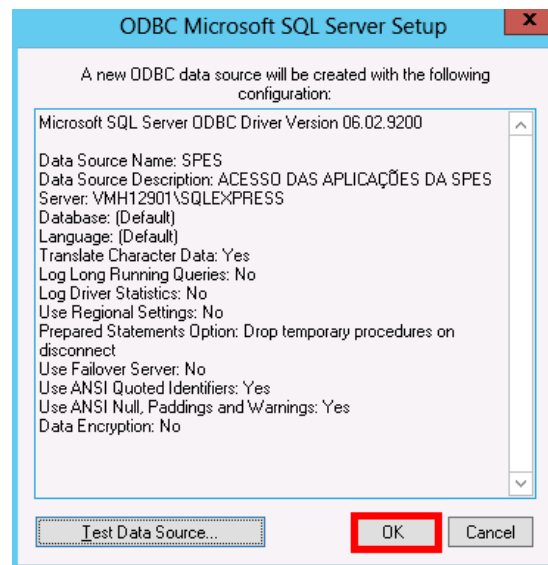 ODBC Microsoft SQL Server Setup
X
A new ODBC data source will be created with the following
configuration:
Microsoft SQL Server ODBC Driver Version 06.02.9200
Data Source Name: SPES
Data Source Description: ACESSO DAS APLICAÇÕES DA SPES
Server: VMH12901\SQLEXPRESS
Database: (Default)
Language: (Default)
Translate Character Data: Yes
Log Long Running Queries: No
Log Driver Statistics: No
Use Regional Settings: No
Prepared Statements Option: Drop temporary procedures on
disconnect
Use Failover Server: No
Use ANSI Quoted Identifiers: Yes
Use ANSI Null, Paddings and Warnings: Yes
Data Encryption: No
Test Data Source...
OK
Cancel